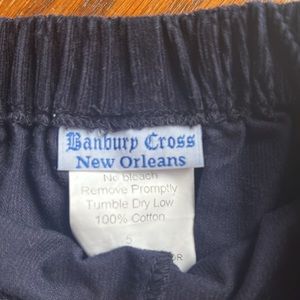 Banbury Cross
New Orleans
No bleach
Remove Promptly
Tumble Dry Low
100% Cotton
5